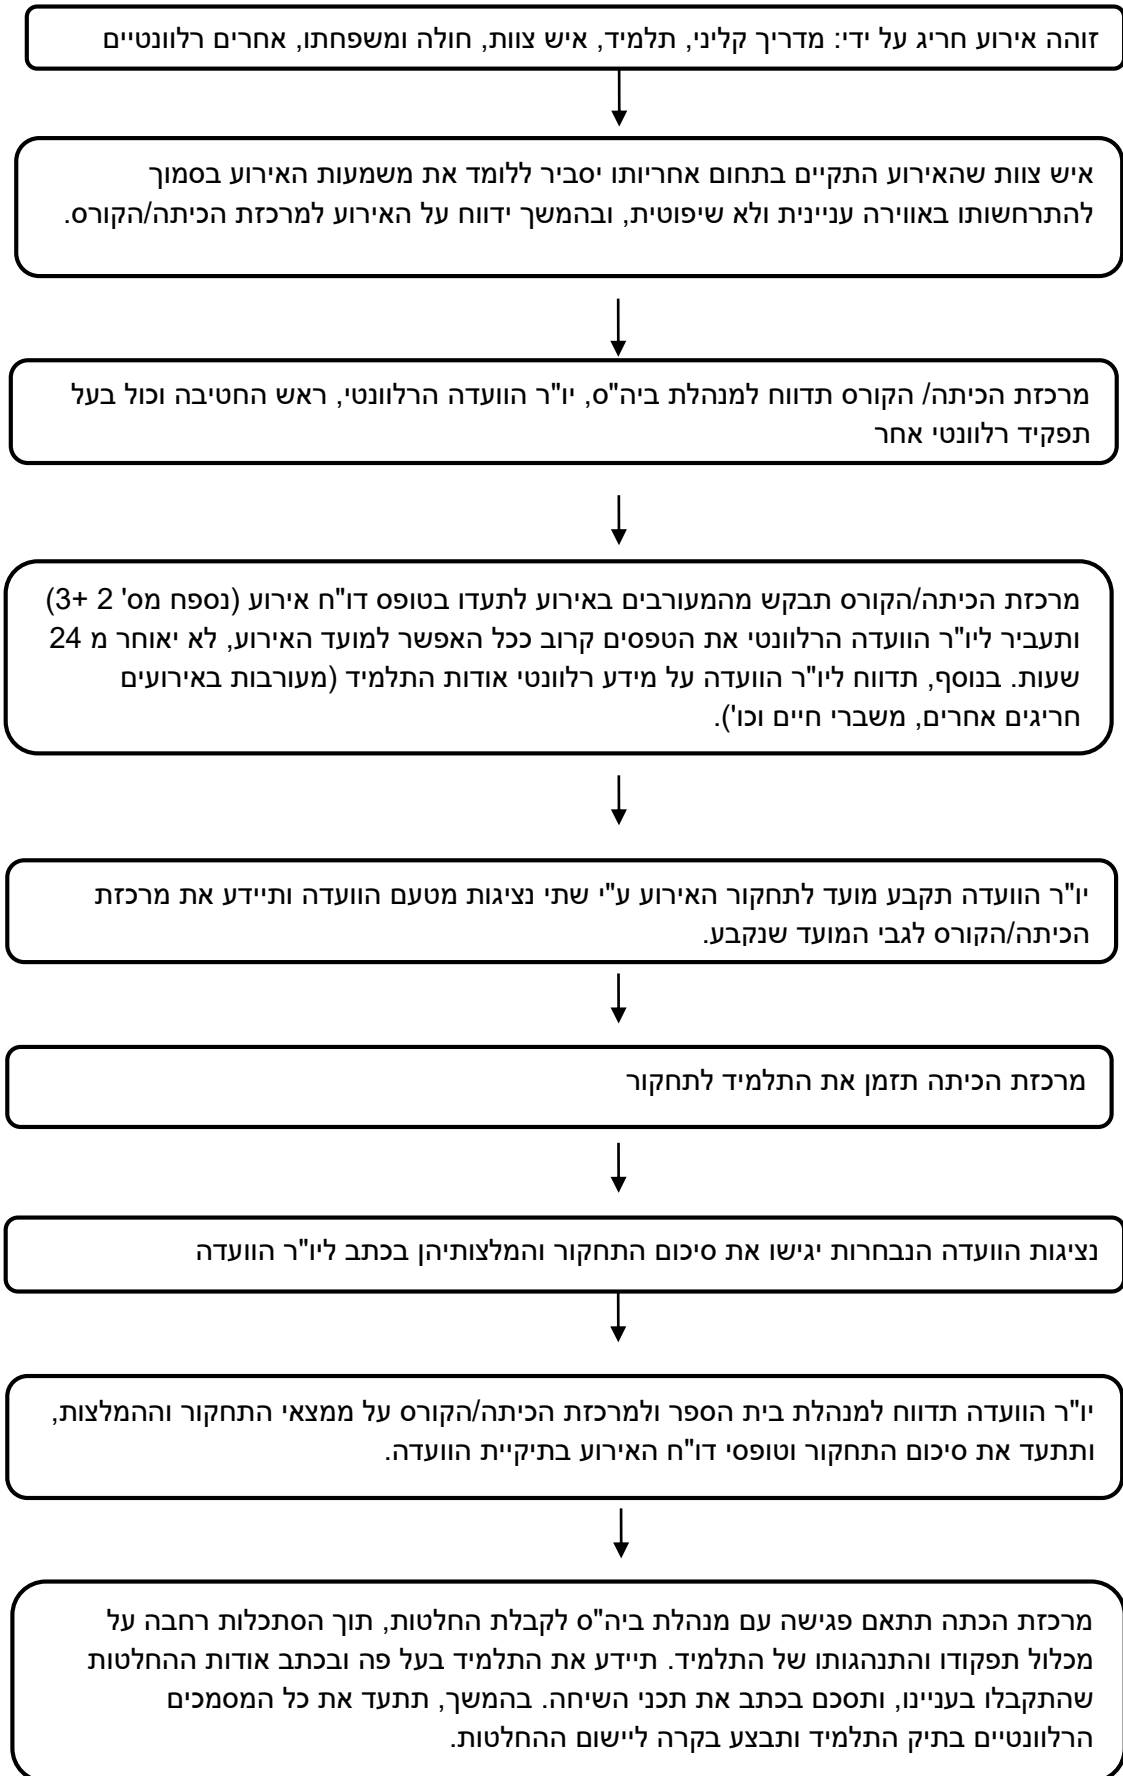 זוהה אירוע חריג על ידי: מדריך קליני, תלמיד, איש צוות, חולה ומשפחתו, אחרים רלוונטיים
איש צוות שהאירוע התקיים בתחום אחריותו יסביר ללומד את משמעות האירוע בסמוך
להתרחשותו באווירה עניינית ולא שיפוטית, ובהמשך ידווח על האירוע למרכזת הכיתה/הקורס.
מרכזת הכיתה/ הקורס תדווח למנהלת ביה"ס, יו"ר הוועדה הרלוונטי, ראש החטיבה וכול בעל
תפקיד רלוונטי אחר
מרכזת הכיתה/הקורס תבקש מהמעורבים באירוע לתעדו בטופס דו"ח אירוע (נספח מס' 2 +3)
ותעביר ליו"ר הוועדה הרלוונטי את הטפסים קרוב ככל האפשר למועד האירוע, לא יאוחר מ 24
שעות. בנוסף, תדווח ליו"ר הוועדה על מידע רלוונטי אודות התלמיד (מעורבות באירועים
חריגים אחרים, משברי חיים וכו').
יו"ר הוועדה תקבע מועד לתחקור האירוע ע"י שתי נציגות מטעם הוועדה ותיידע את מרכזת
הכיתה/הקורס לגבי המועד שנקבע.
מרכזת הכיתה תזמן את התלמיד לתחקור
נציגות הוועדה הנבחרות יגישו את סיכום התחקור והמלצותיהן בכתב ליו"ר הוועדה
יו"ר הוועדה תדווח למנהלת בית הספר ולמרכזת הכיתה/הקורס על ממצאי התחקור וההמלצות,
ותתעד את סיכום התחקור וטופסי דו"ח האירוע בתיקיית הוועדה.
מרכזת הכתה תתאם פגישה עם מנהלת ביה"ס לקבלת החלטות, תוך הסתכלות רחבה על
מכלול תפקודו והתנהגותו של התלמיד. תיידע את התלמיד בעל פה ובכתב אודות ההחלטות
שהתקבלו בעניינו, ותסכם בכתב את תכני השיחה. בהמשך, תתעד את כל המסמכים
הרלוונטיים בתיק התלמיד ותבצע בקרה ליישום ההחלטות.